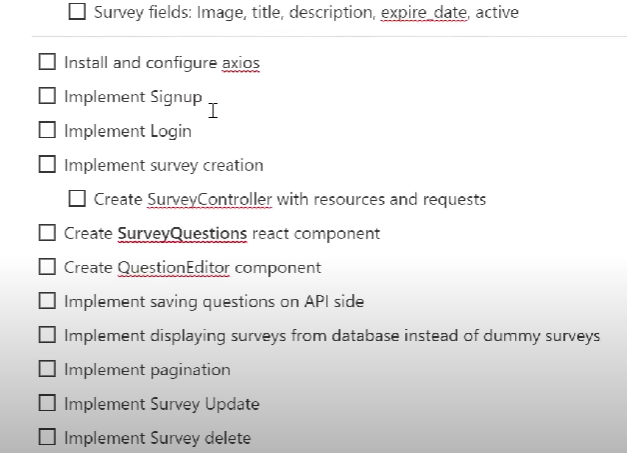 Survey fields: Image, title, description, expire_date, active
Install and configure axios
Implement Signup
Implement Login
Implement survey creation
Create SurveyController with resources and requests
Create SurveyQuestions react component
Create QuestionEditor component
Implement saving questions on API side
Implement displaying surveys from database instead of dummy surveys
Implement pagination
Implement Survey Update
Implement Survey delete